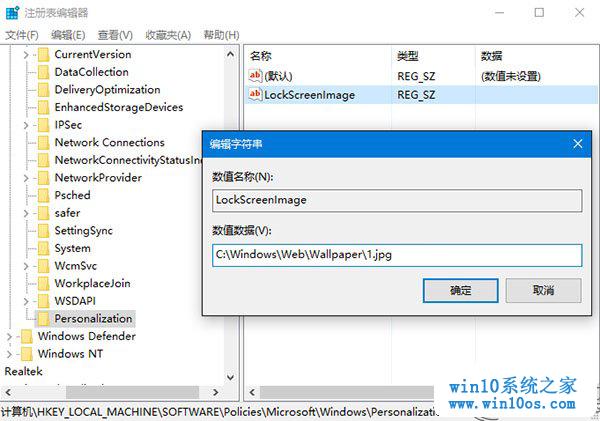 注册表编辑器
文件(F) 编辑(E) 查看(V) 收藏夹(A) 帮助(H)
CurrentVersion
DataCollection
DeliveryOptimization
EnhancedStorageDevices
IPSec
Network Connections
NetworkConnectivityStatusInd
NetworkProvider
Psched
safer
SettingSync
System
WcmSvc
WorkplaceJoin
WSDAPI
Personalization
Windows Defender
Windows NT
Realtek
名称 类型 数据
ab (默认) REG_SZ (数值未设置)
ab LockScreenImage REG_SZ
编辑字符串
数值名称(N):
LockScreenImage
数值数据(V):
C:\Windows\Web\Wallpaper\1.jpg
确定 取消
计算机\HKEY_LOCAL_MACHINE\SOFTWARE\Policies\Microsoft\Windows\Personalizatio
win10系统之家
www.win10os.com